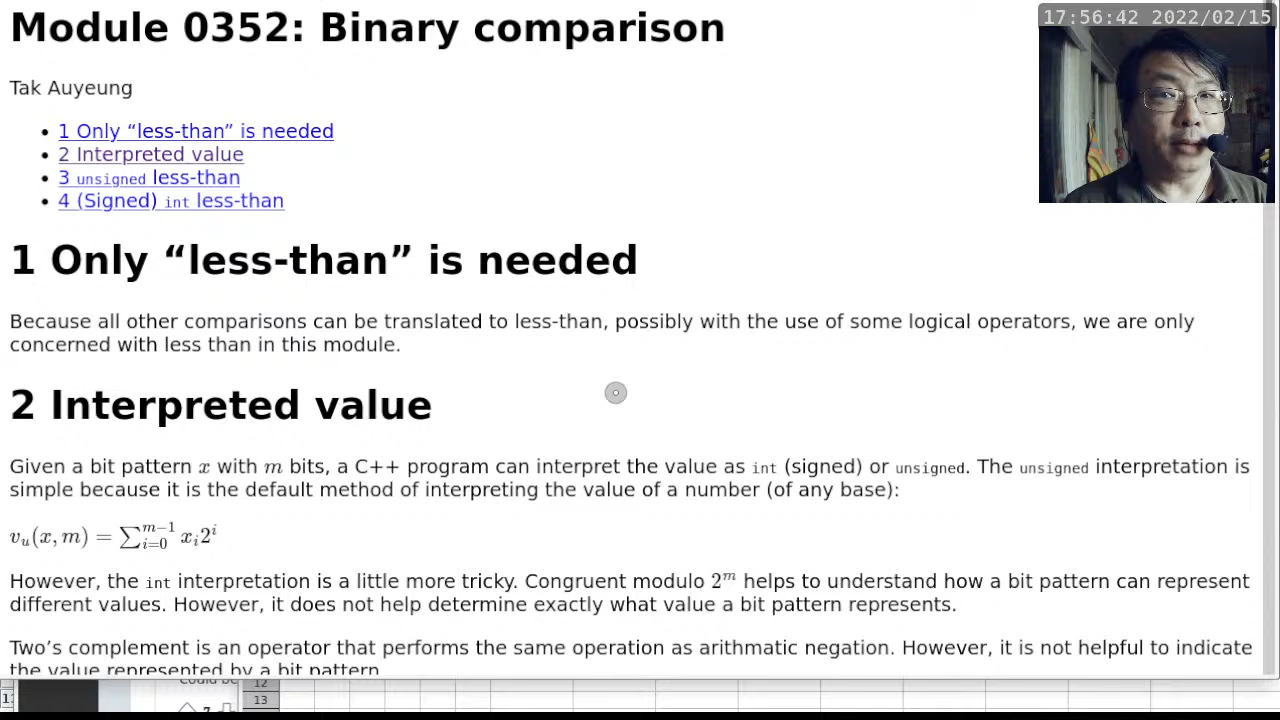 Module 0352: Binary comparison
17:56:42 2022/02/15
Tak Auyeung
• 1 Only “less-than” is needed
• 2 Interpreted value
• 3 unsigned less-than
• 4 (Signed) int less-than
1 Only “less-than” is needed
Because all other comparisons can be translated to less-than, possibly with the use of some logical operators, we are only
concerned with less than in this module.
2 Interpreted value
Given a bit pattern x with m bits, a C++ program can interpret the value as int (signed) or unsigned. The unsigned interpretation is
simple because it is the default method of interpreting the value of a number (of any base):
v_u(x, m) = ∑_{i=0}^{m−1} x_i 2^i
However, the int interpretation is a little more tricky. Congruent modulo 2^m helps to understand how a bit pattern can represent
different values. However, it does not help determine exactly what value a bit pattern represents.
Two’s complement is an operator that performs the same operation as arithmatic negation. However, it is not helpful to indicate
the value represented by a bit pattern
12
13